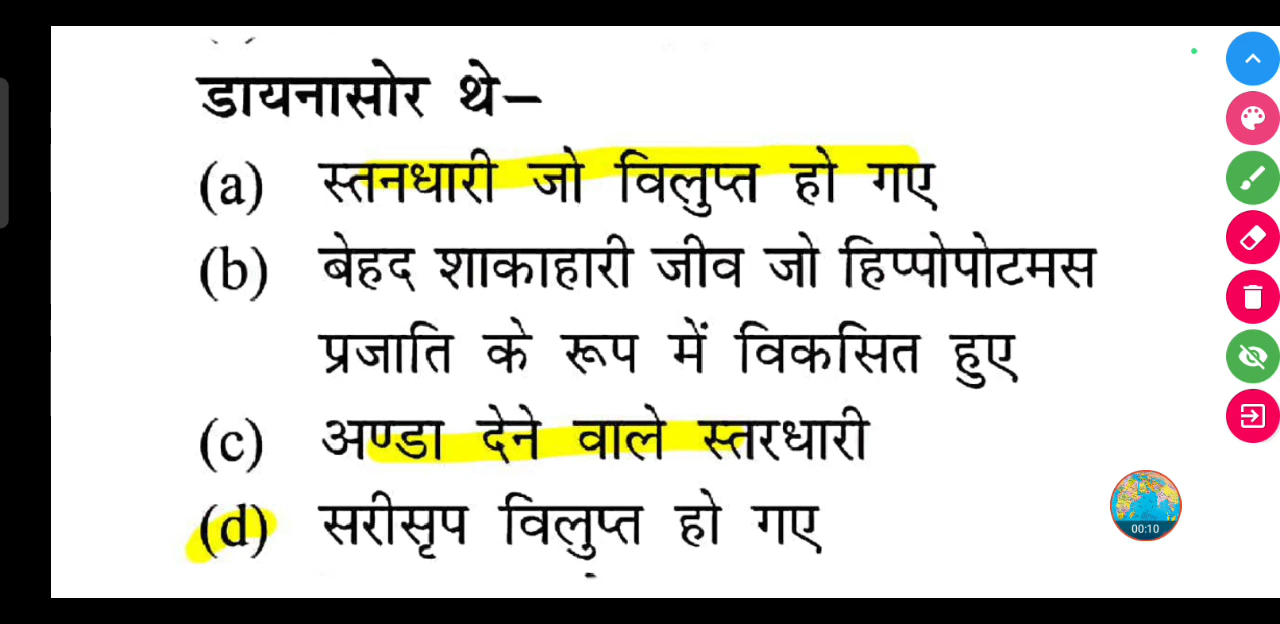 डायनासोर थे–
(a) स्तनधारी जो विलुप्त हो गए
(b) बेहद शाकाहारी जीव जो हिप्पोपोटमस
प्रजाति के रूप में विकसित हुए
(c) अण्डा देने वाले स्तरधारी
(d) सरीसृप विलुप्त हो गए
00:10